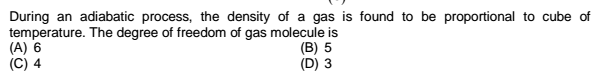 During an adiabatic process, the density of a gas is found to be proportional to cube of
temperature. The degree of freedom of gas molecule is
(A) 6 (B) 5
(C) 4 (D) 3